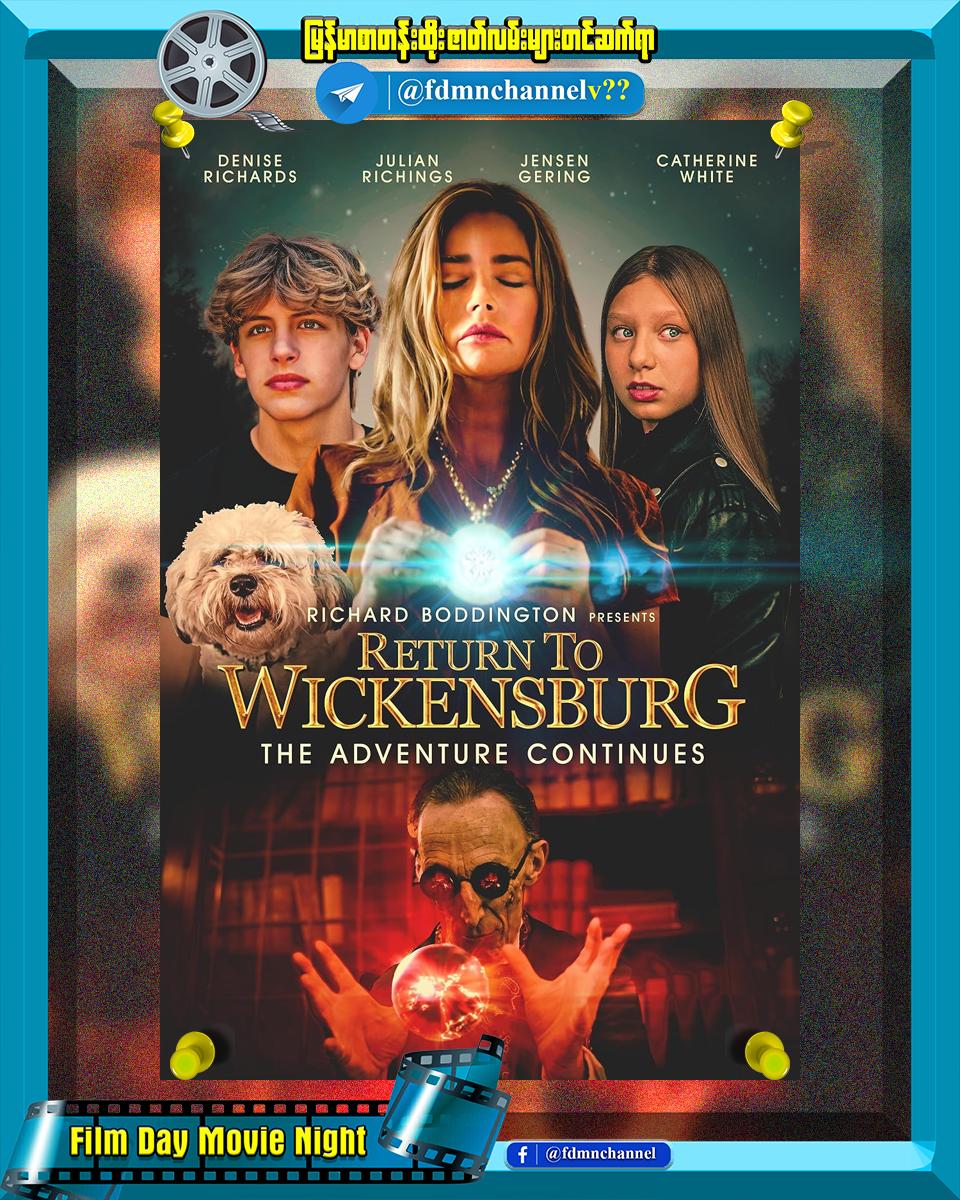 မြန်မာစာတန်းထိုးဇာတ်လမ်းများတင်ဆက်ရာ
@fdmnchannelv??
DENISE RICHARDS
JULIAN RICHINGS
JENSEN GERING
CATHERINE WHITE
RICHARD BODDINGTON PRESENTS
RETURN TO
WICKENSBURG
THE ADVENTURE CONTINUES
Film Day Movie Night
f | @fdmnchannel